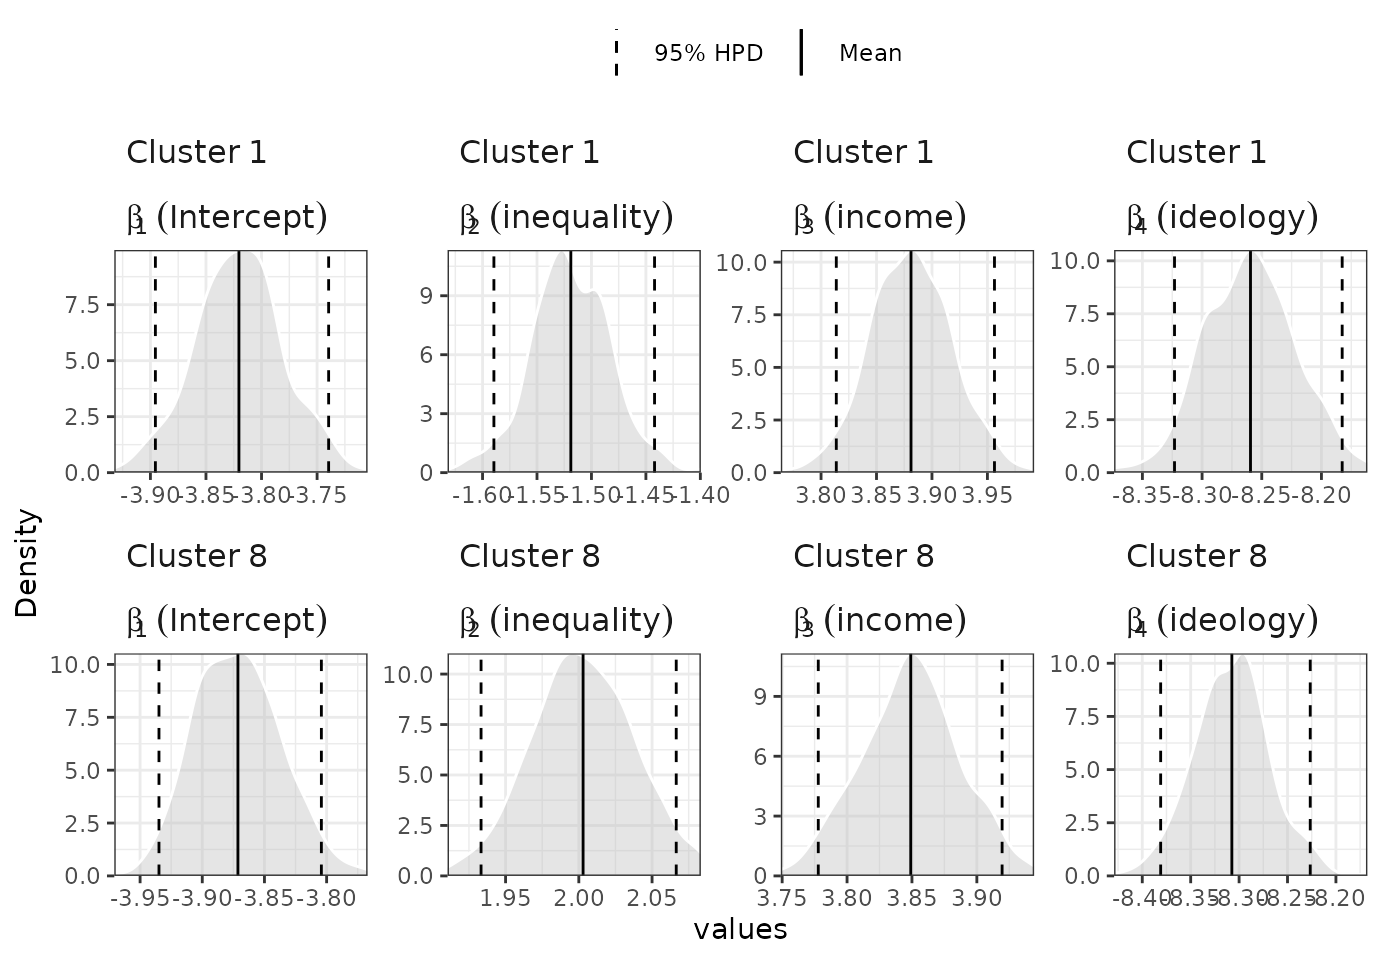 95% HPD Mean
Cluster 1 Cluster 1 Cluster 1 Cluster 1
β1 (Intercept) β2 (inequality) β3 (income) β4 (ideology)
7.5 5.0 2.5 0.0
-3.90 -3.85 -3.80 -3.75
9 6 3 0
-1.60 -1.55 -1.50 -1.45 -1.40
10.0 7.5 5.0 2.5 0.0
3.80 3.85 3.90 3.95
10.0 7.5 5.0 2.5 0.0
-8.35 -8.30 -8.25 -8.20
Density
Cluster 8 Cluster 8 Cluster 8 Cluster 8
β1 (Intercept) β2 (inequality) β3 (income) β4 (ideology)
10.0 7.5 5.0 2.5 0.0
-3.95 -3.90 -3.85 -3.80
10.0 7.5 5.0 2.5 0.0
1.95 2.00 2.05
9 6 3 0
3.75 3.80 3.85 3.90
10.0 7.5 5.0 2.5 0.0
-8.40 -8.35 -8.30 -8.25 -8.20
values